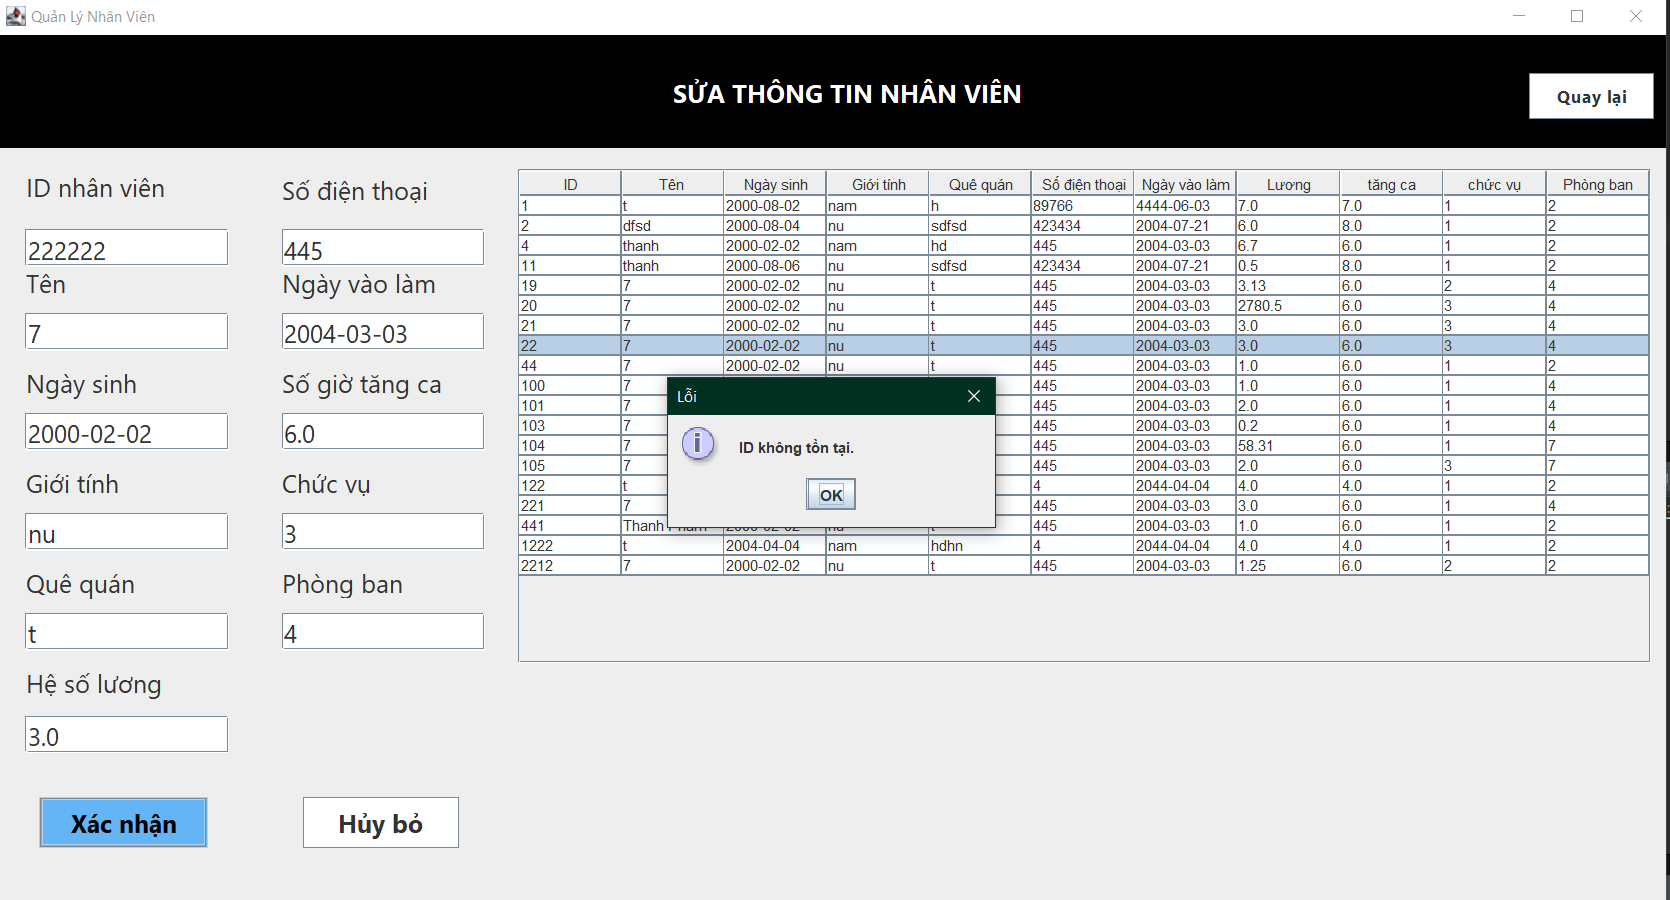 Quản Lý Nhân Viên
SỬA THÔNG TIN NHÂN VIÊN
Quay lại
ID nhân viên
222222
Tên
7
Ngày sinh
2000-02-02
Giới tính
nu
Quê quán
t
Hệ số lương
3.0
Số điện thoại
445
Ngày vào làm
2004-03-03
Số giờ tăng ca
6.0
Chức vụ
3
Phòng ban
4
Xác nhận
Hủy bỏ
ID Tên Ngày sinh Giới tính Quê quán Số điện thoại Ngày vào làm Lương tăng ca chức vụ Phòng ban
1 t 2000-08-02 nam h 89766 4444-06-03 7.0 7.0 1 2
2 dfsd 2000-08-04 nu sdfsd 423434 2004-07-21 6.0 8.0 1 2
4 thanh 2000-02-02 nam hd 445 2004-03-03 6.7 6.0 1 2
11 thanh 2000-08-06 nu sdfsd 423434 2004-07-21 0.5 8.0 1 2
19 7 2000-02-02 nu t 445 2004-03-03 3.13 6.0 2 4
20 7 2000-02-02 nu t 445 2004-03-03 2780.5 6.0 3 4
21 7 2000-02-02 nu t 445 2004-03-03 3.0 6.0 3 4
22 7 2000-02-02 nu t 445 2004-03-03 3.0 6.0 3 4
44 7 2000-02-02 nu t 445 2004-03-03 1.0 6.0 1 2
100 7 445 2004-03-03 1.0 6.0 1 4
101 7 445 2004-03-03 2.0 6.0 1 4
103 7 445 2004-03-03 0.2 6.0 1 4
104 7 445 2004-03-03 58.31 6.0 1 7
105 7 445 2004-03-03 2.0 6.0 3 7
122 t 4 2044-04-04 4.0 4.0 1 2
221 7 445 2004-03-03 3.0 6.0 1 4
441 445 2004-03-03 1.0 6.0 1 2
1222 t 2004-04-04 nam hdhn 4 2044-04-04 4.0 4.0 1 2
2212 7 2000-02-02 nu t 445 2004-03-03 1.25 6.0 2 2
Lỗi
ID không tồn tại.
OK